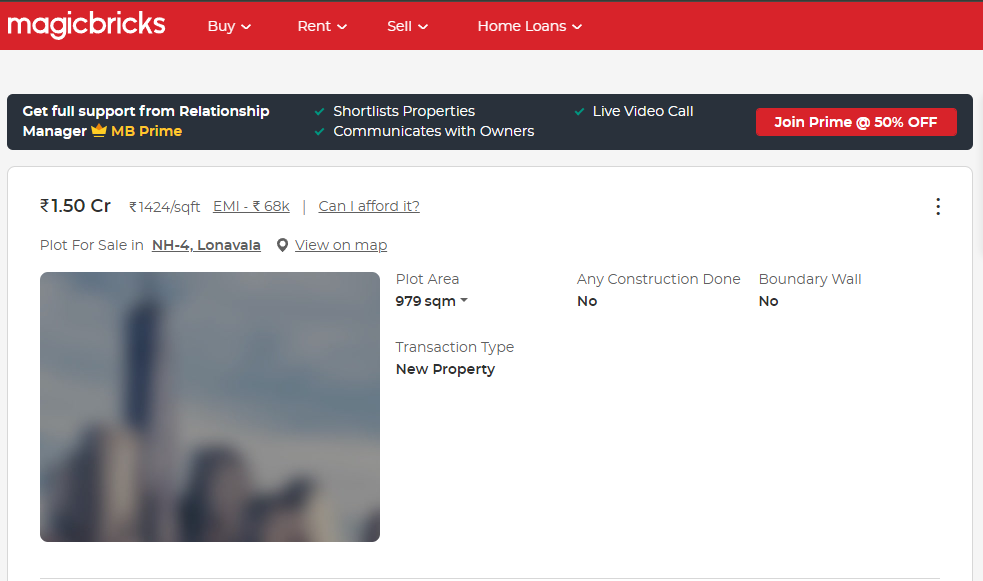 magicbricks Buy Rent Sell Home Loans
Get full support from Relationship
Manager MB Prime
Shortlists Properties
Communicates with Owners
Live Video Call
Join Prime @ 50% OFF
₹1.50 Cr ₹1424/sqft EMI - ₹ 68k | Can I afford it?
Plot For Sale in NH-4, Lonavala View on map
Plot Area
979 sqm
Any Construction Done
No
Boundary Wall
No
Transaction Type
New Property